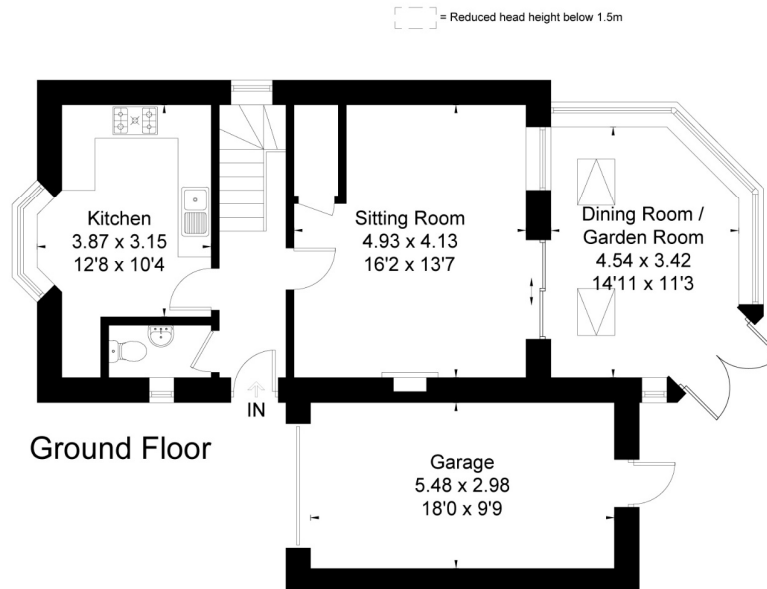 = Reduced head height below 1.5m
Kitchen
3.87 x 3.15
12'8 x 10'4
Sitting Room
4.93 x 4.13
16'2 x 13'7
Dining Room /
Garden Room
4.54 x 3.42
14'11 x 11'3
IN
Ground Floor
Garage
5.48 x 2.98
18'0 x 9'9